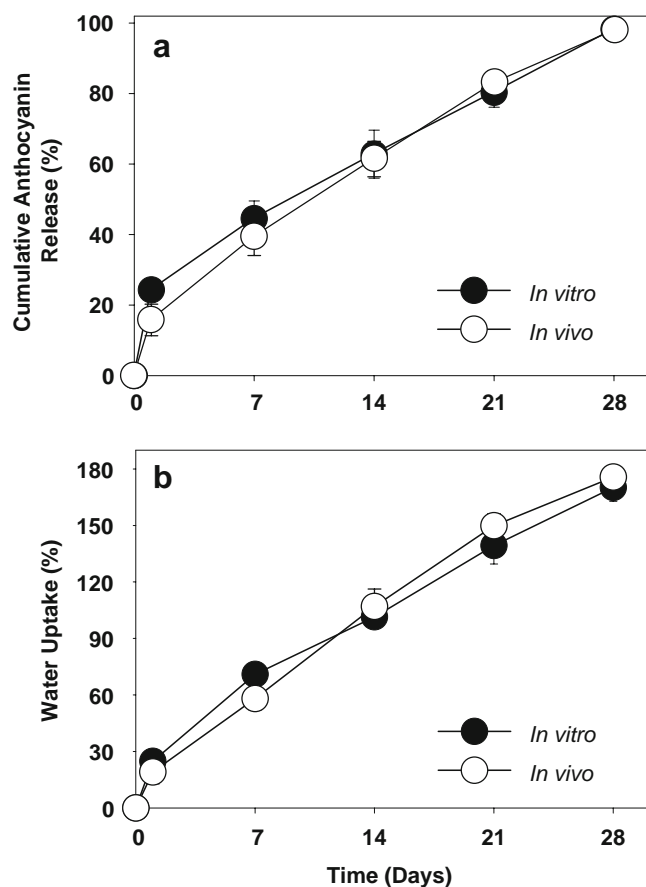 a
Cumulative Anthocyanin
Release (%)
100
80
60
40
20
0
In vitro
In vivo
0 7 14 21 28
b
Water Uptake (%)
180
150
120
90
60
30
0
In vitro
In vivo
0 7 14 21 28
Time (Days)